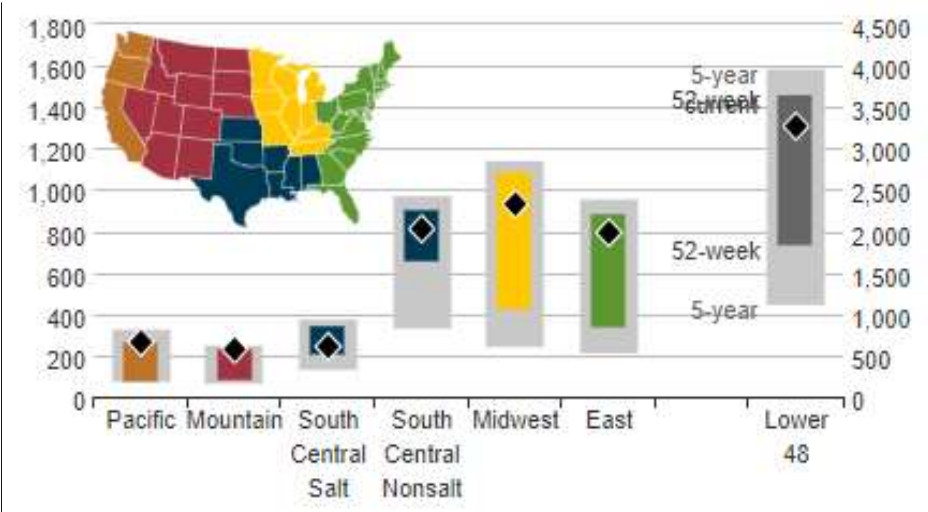 1,800
1,600
1,400
1,200
1,000
800
600
400
200
0
4,500
4,000
3,500
3,000
2,500
2,000
1,500
1,000
500
0
5-year
52-week
current
52-week
5-year
Pacific
Mountain
South
Central
Salt
South
Central
Nonsalt
Midwest
East
Lower
48